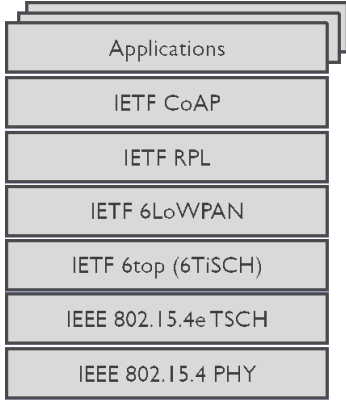 Applications
IETF CoAP
IETF RPL
IETF 6LoWPAN
IETF 6top (6TiSCH)
IEEE 802.15.4e TSCH
IEEE 802.15.4 PHY